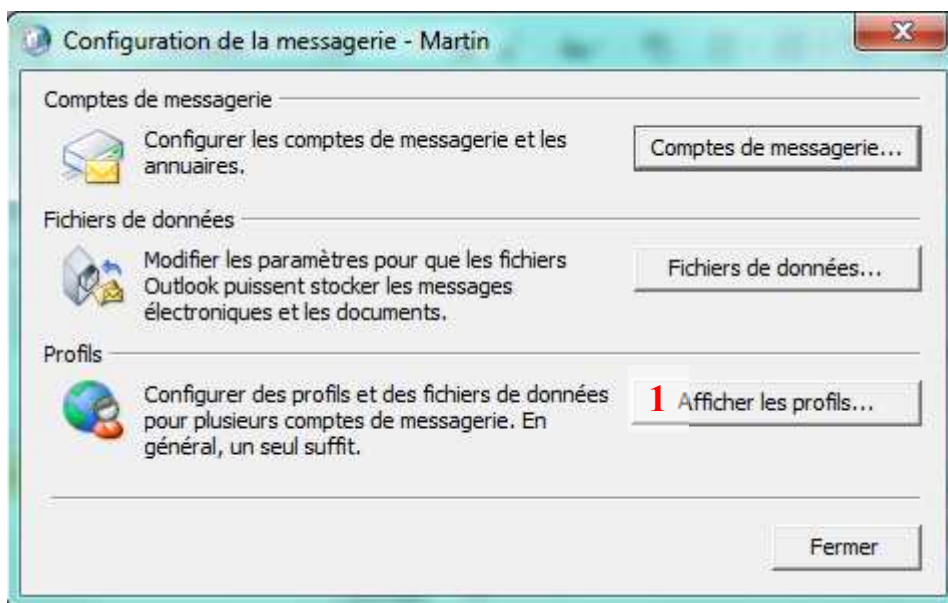 Configuration de la messagerie - Martin
Comptes de messagerie
Configurer les comptes de messagerie et les
annuaires.
Comptes de messagerie...
Fichiers de données
Modifier les paramètres pour que les fichiers
Outlook puissent stocker les messages
électroniques et les documents.
Fichiers de données...
Profils
Configurer des profils et des fichiers de données
pour plusieurs comptes de messagerie. En
général, un seul suffit.
1 Afficher les profils...
Fermer